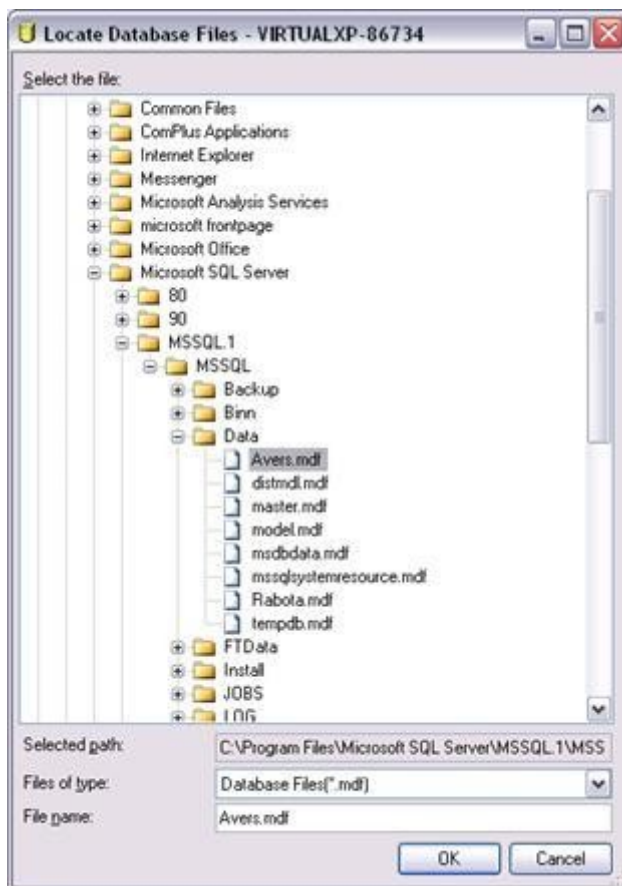 Locate Database Files - VIRTUALXP-86734
Select the file:
Common Files
ComPlus Applications
Internet Explorer
Messenger
Microsoft Analysis Services
microsoft frontpage
Microsoft Office
Microsoft SQL Server
80
90
MSSQL.1
MSSQL
Backup
Binn
Data
Avers.mdf
distmdl.mdf
master.mdf
model.mdf
msdbdata.mdf
mssqlsystemresource.mdf
Rabota.mdf
tempdb.mdf
FTData
Install
JOBS
LOG
Selected path: C:\Program Files\Microsoft SQL Server\MSSQL.1\MSS
Files of type: Database Files(*.mdf)
File name: Avers.mdf
OK Cancel